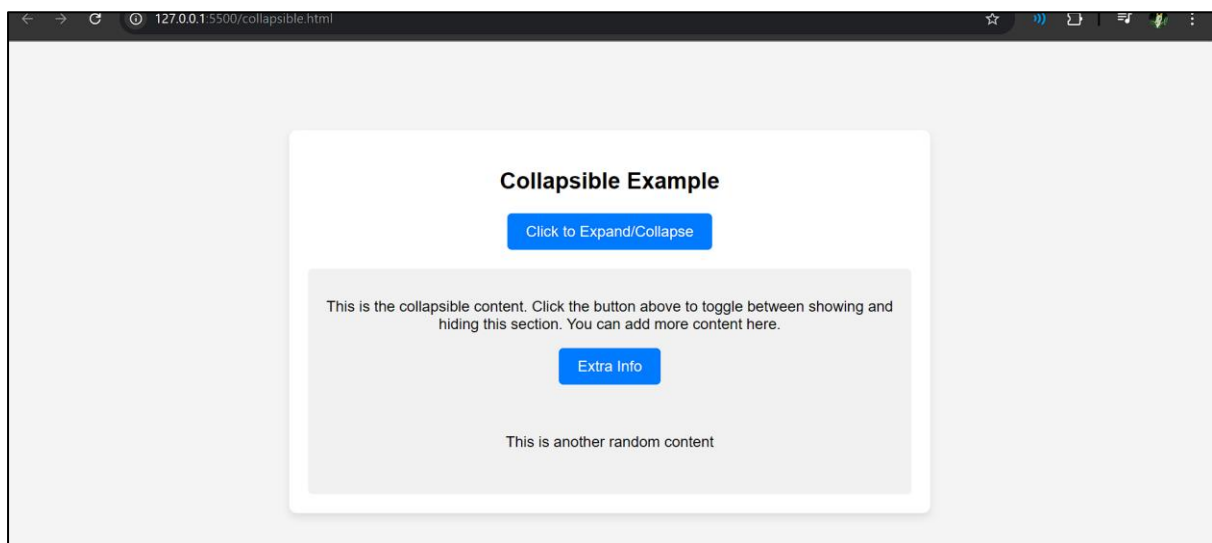 127.0.0.1:5500/collapsible.html
Collapsible Example
Click to Expand/Collapse
This is the collapsible content. Click the button above to toggle between showing and
hiding this section. You can add more content here.
Extra Info
This is another random content